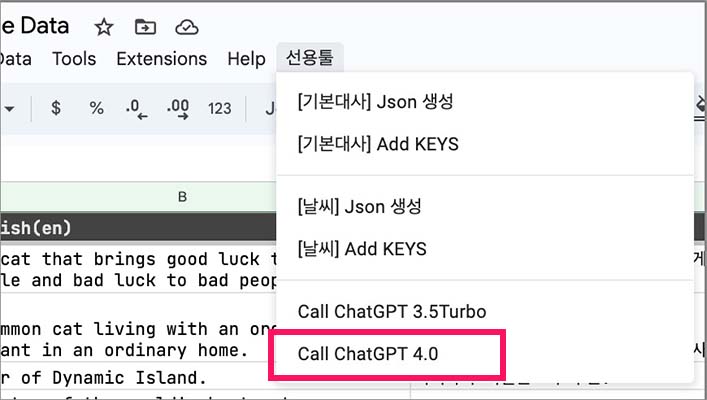 e Data
Data Tools Extensions Help 선용툴
$ % .0 .00 123
[기본대사] Json 생성
[기본대사] Add KEYS
[날씨] Json 생성
[날씨] Add KEYS
Call ChatGPT 3.5Turbo
Call ChatGPT 4.0
B
ish(en)
cat that brings good luck t
le and bad luck to bad peop
mmon cat living with an or
ant in an ordinary home.
r of Dynamic Island.